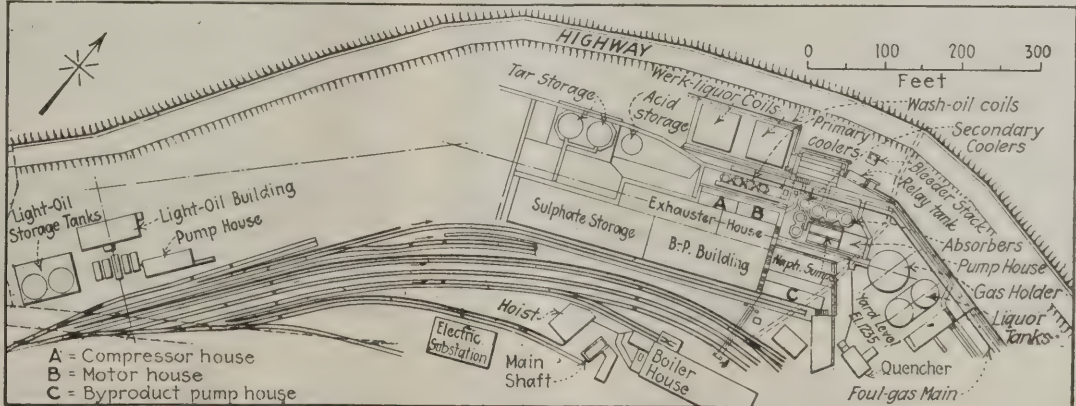 HIGHWAY
0 100 200 300
Feet
Tar Storage
Acid
storage
Werk-liquor Coils
Wash-oil coils
Primary
coolers
Secondary
Coolers
Bleeder Stack
Relay Tank
Light-Oil
Storage Tanks
Light-Oil Building
Pump House
Sulphate Storage
Exhauster House
A B
B-P. Building
Naph. Sump
C
Absorbers
Pump House
Gas Holder
Liquor
Tanks
Yard Level
El. 1235
Hoist
Electric
Substation
Main
Shaft
Boiler
House
Quencher
Foul-gas Main
A = Compressor house
B = Motor house
C = Byproduct pump house